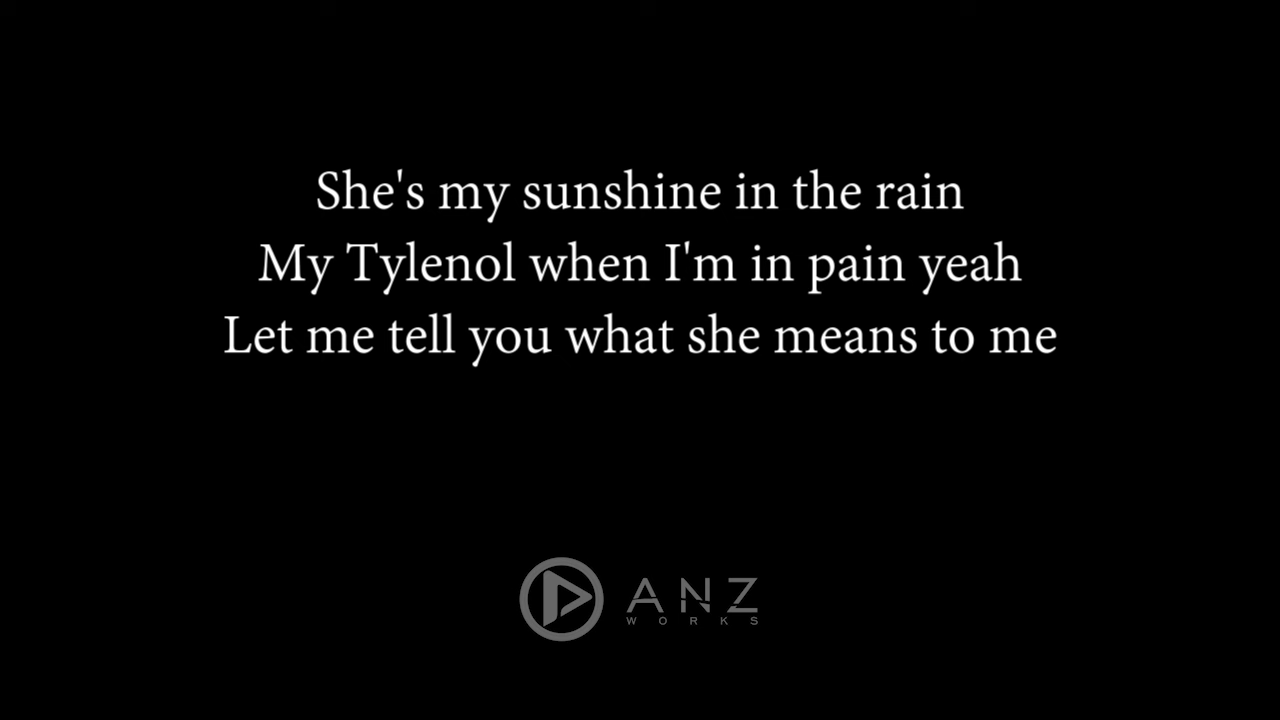 She's my sunshine in the rain
My Tylenol when I'm in pain yeah
Let me tell you what she means to me
ANZ
WORKS